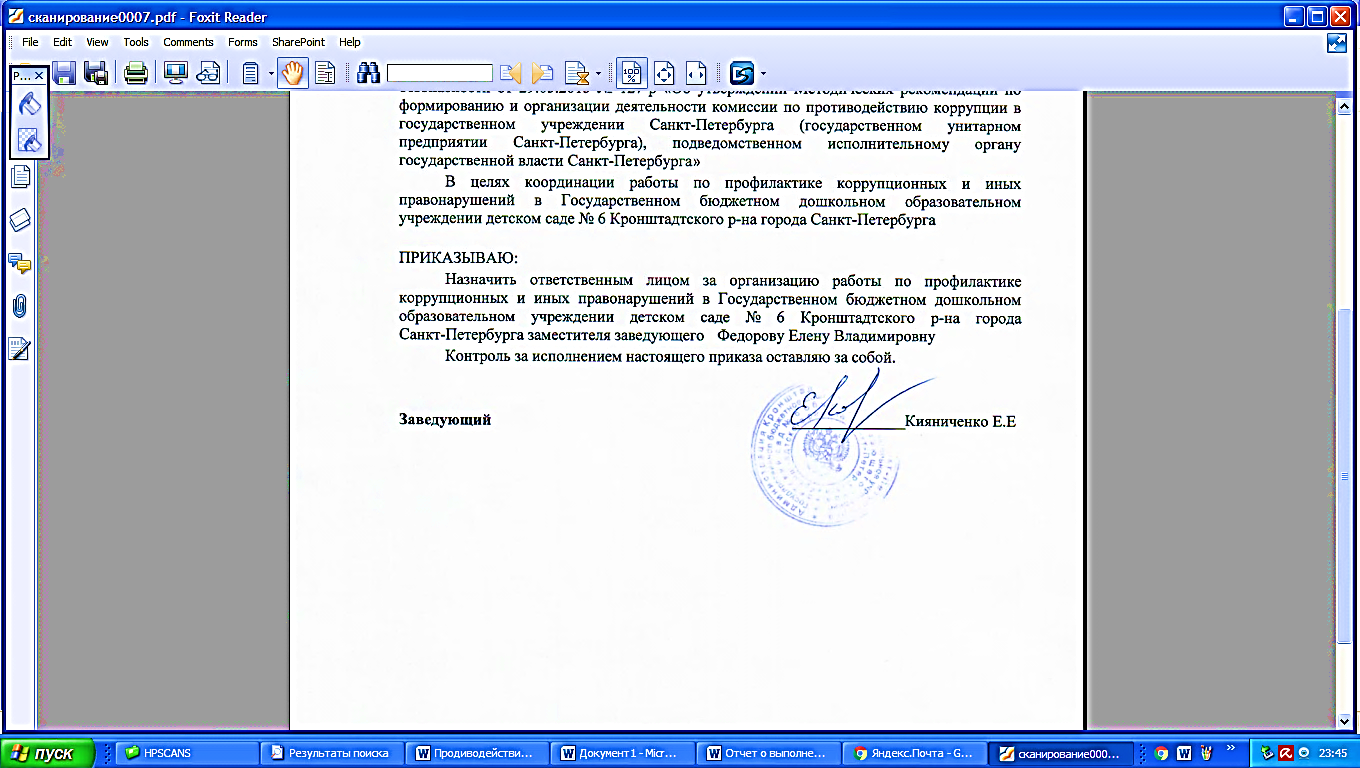 сканирование0007.pdf - Foxit Reader
File Edit View Tools Comments Forms SharePoint Help
P...
100 %
формированию и организации деятельности комиссии по противодействию коррупции в
государственном учреждении Санкт-Петербурга (государственном унитарном
предприятии Санкт-Петербурга), подведомственном исполнительному органу
государственной власти Санкт-Петербурга»
В целях координации работы по профилактике коррупционных и иных
правонарушений в Государственном бюджетном дошкольном образовательном
учреждении детском саде № 6 Кронштадтского р-на города Санкт-Петербурга
ПРИКАЗЫВАЮ:
Назначить ответственным лицом за организацию работы по профилактике
коррупционных и иных правонарушений в Государственном бюджетном дошкольном
образовательном учреждении детском саде № 6 Кронштадтского р-на города
Санкт-Петербурга заместителя заведующего Федорову Елену Владимировну
Контроль за исполнением настоящего приказа оставляю за собой.
Заведующий Кияниченко Е.Е
пуск HPSCANS Результаты поиска Продиводействи... Документ1 - Micr... Отчет о выполне... Яндекс.Почта - G... сканирование000... 23:45